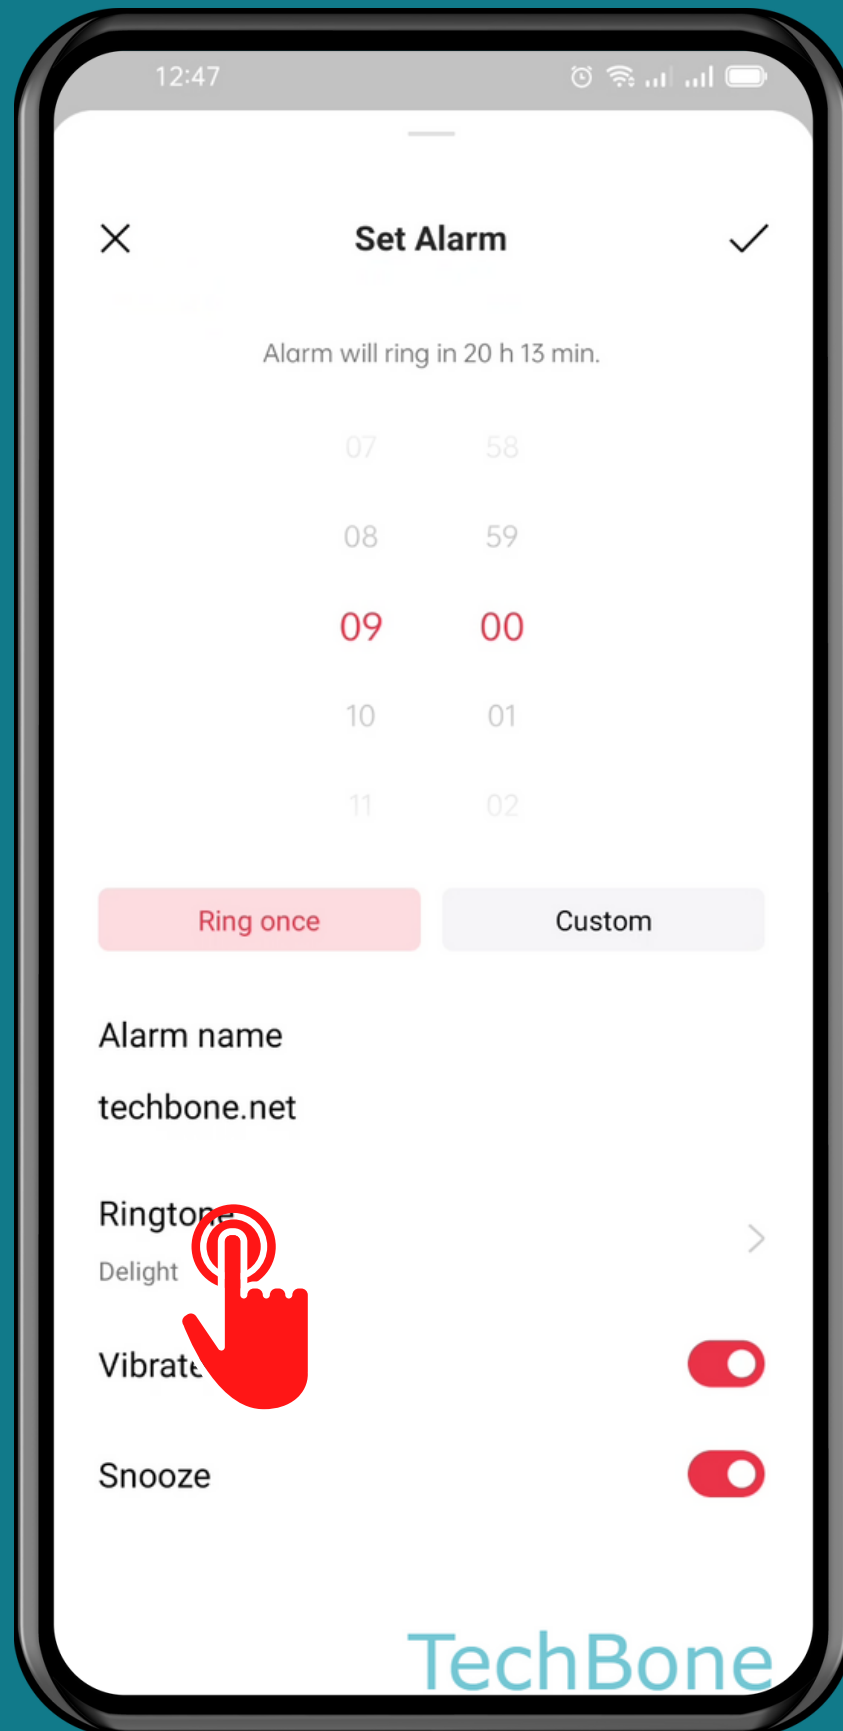 12:47
Set Alarm
Alarm will ring in 20 h 13 min.
07 58
08 59
09 00
10 01
11 02
Ring once Custom
Alarm name
techbone.net
Ringtone
Delight
Vibrate
Snooze
TechBone